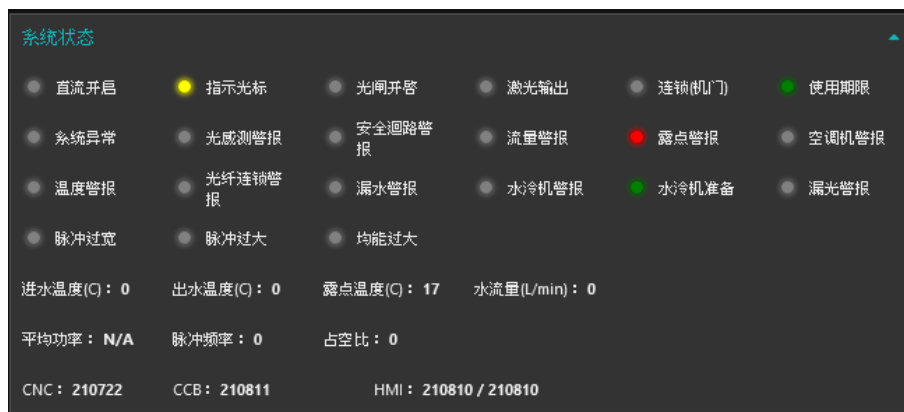 系统状态
直流开启 指示光标 光闸开启 激光输出 连锁(机门) 使用期限
系统异常 光感测警报 安全迴路警报 流量警报 露点警报 空调机警报
温度警报 光纤连锁警报 漏水警报 水冷机警报 水冷机准备 漏光警报
脉冲过宽 脉冲过大 均能过大
进水温度(C)：0 出水温度(C)：0 露点温度(C)：17 水流量(L/min)：0
平均功率：N/A 脉冲频率：0 占空比：0
CNC：210722 CCB：210811 HMI：210810 / 210810